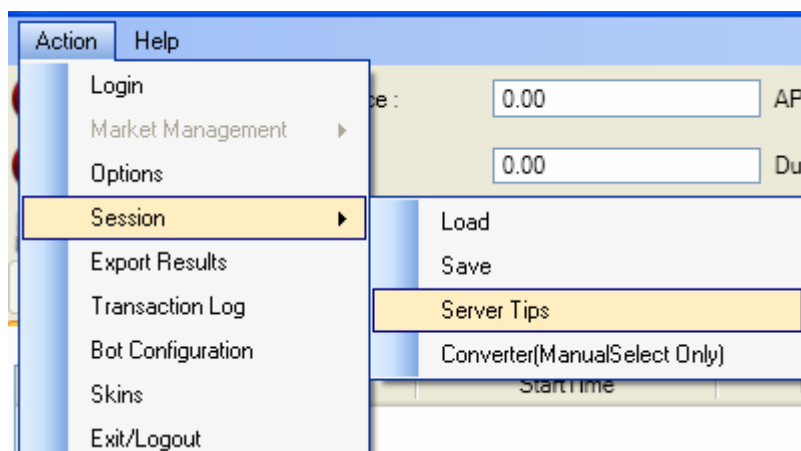 Action Help
Login
Market Management
Options
Session
Export Results
Transaction Log
Bot Configuration
Skins
Exit/Logout
0.00
0.00
Load
Save
Server Tips
Converter(ManualSelect Only)
StartTime